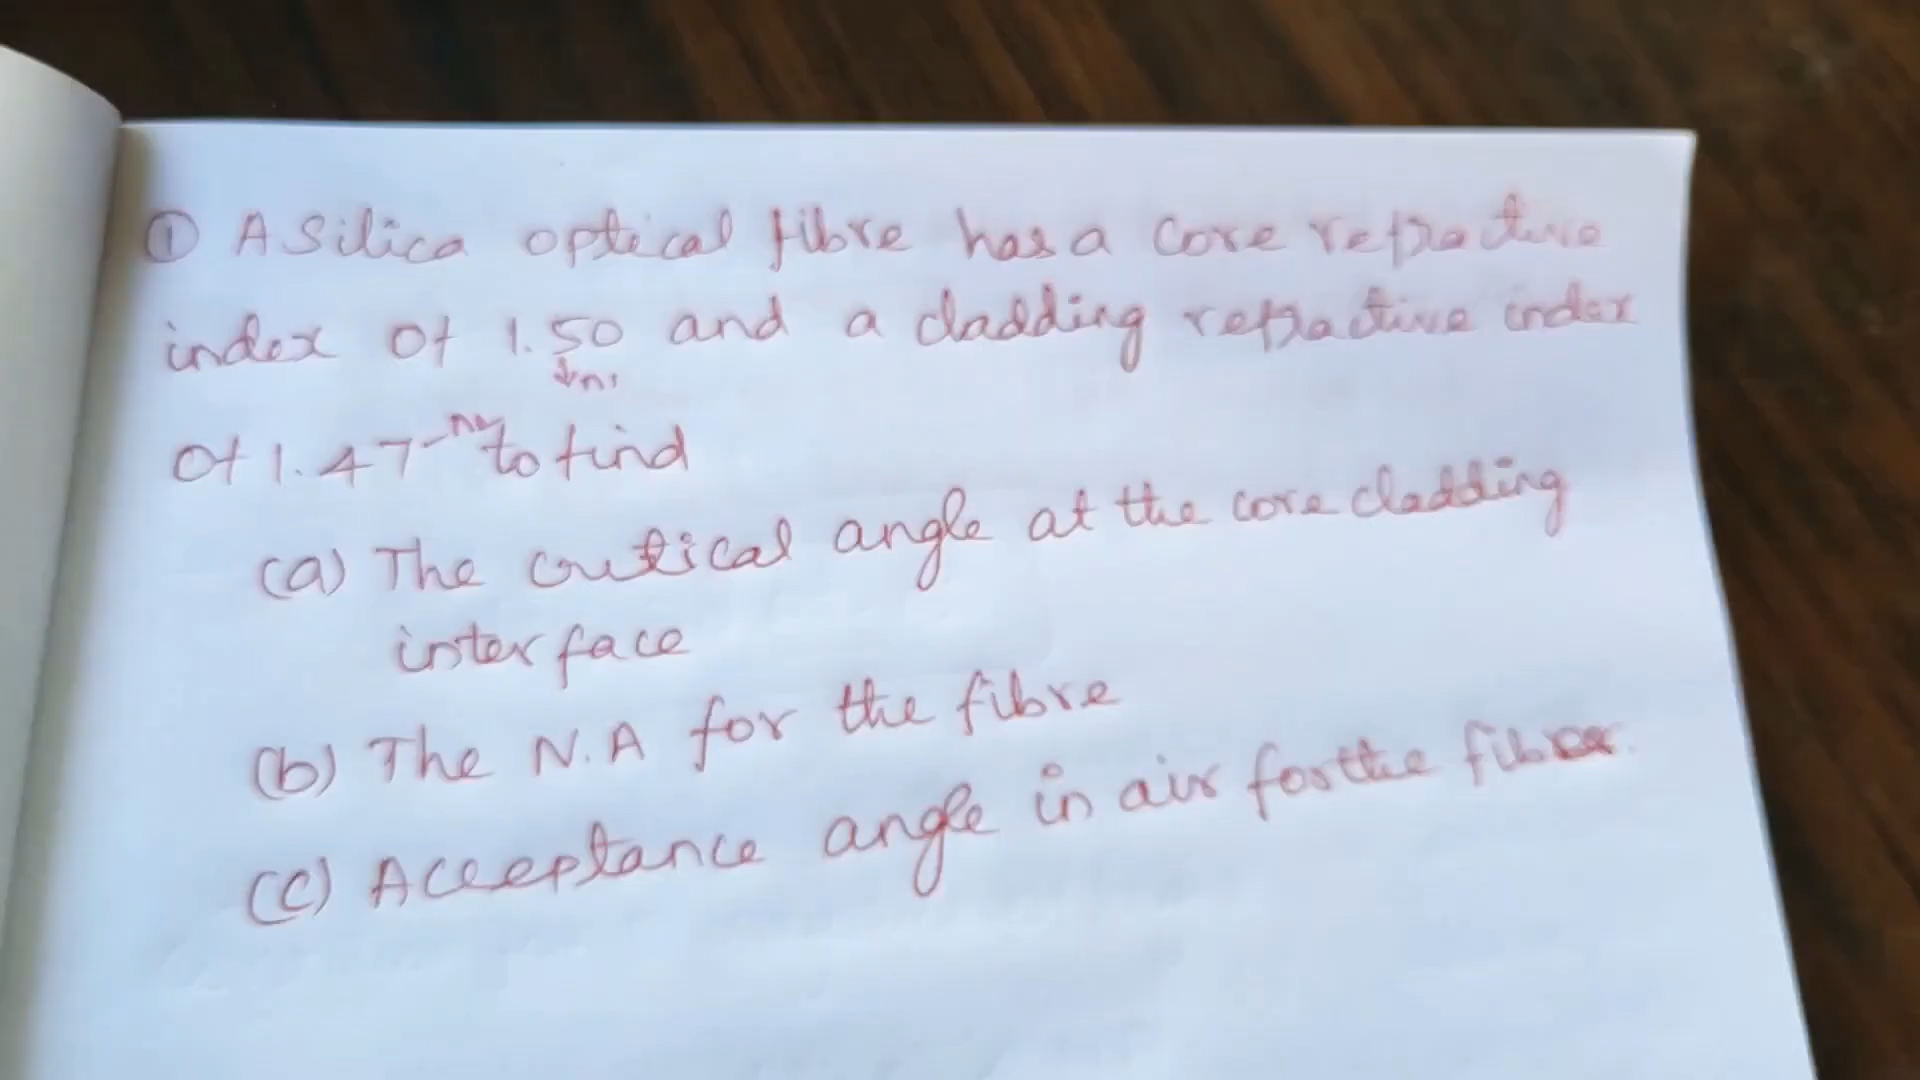 ① A Silica optical fibre has a core refractive
index of 1.50 and a cladding refractive index
↓n1
of 1.47-n2 to find
(a) The critical angle at the core cladding
interface
(b) The N.A for the fibre
(c) Acceptance angle in air for the fibre.